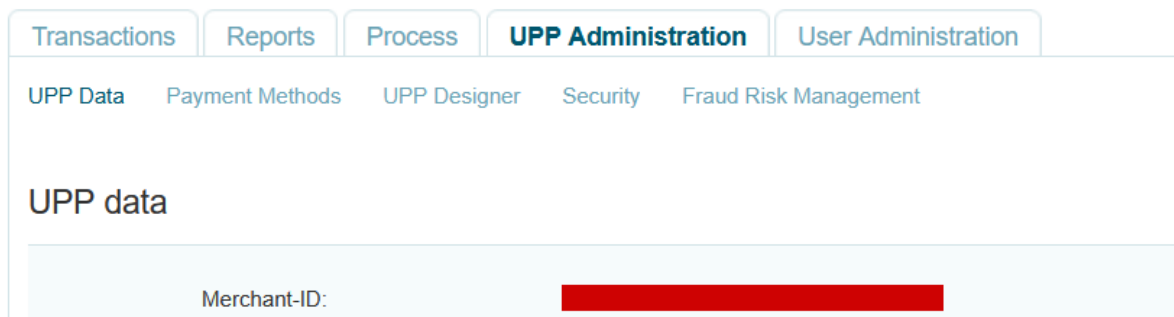 Transactions Reports Process UPP Administration User Administration
UPP Data Payment Methods UPP Designer Security Fraud Risk Management
UPP data
Merchant-ID: